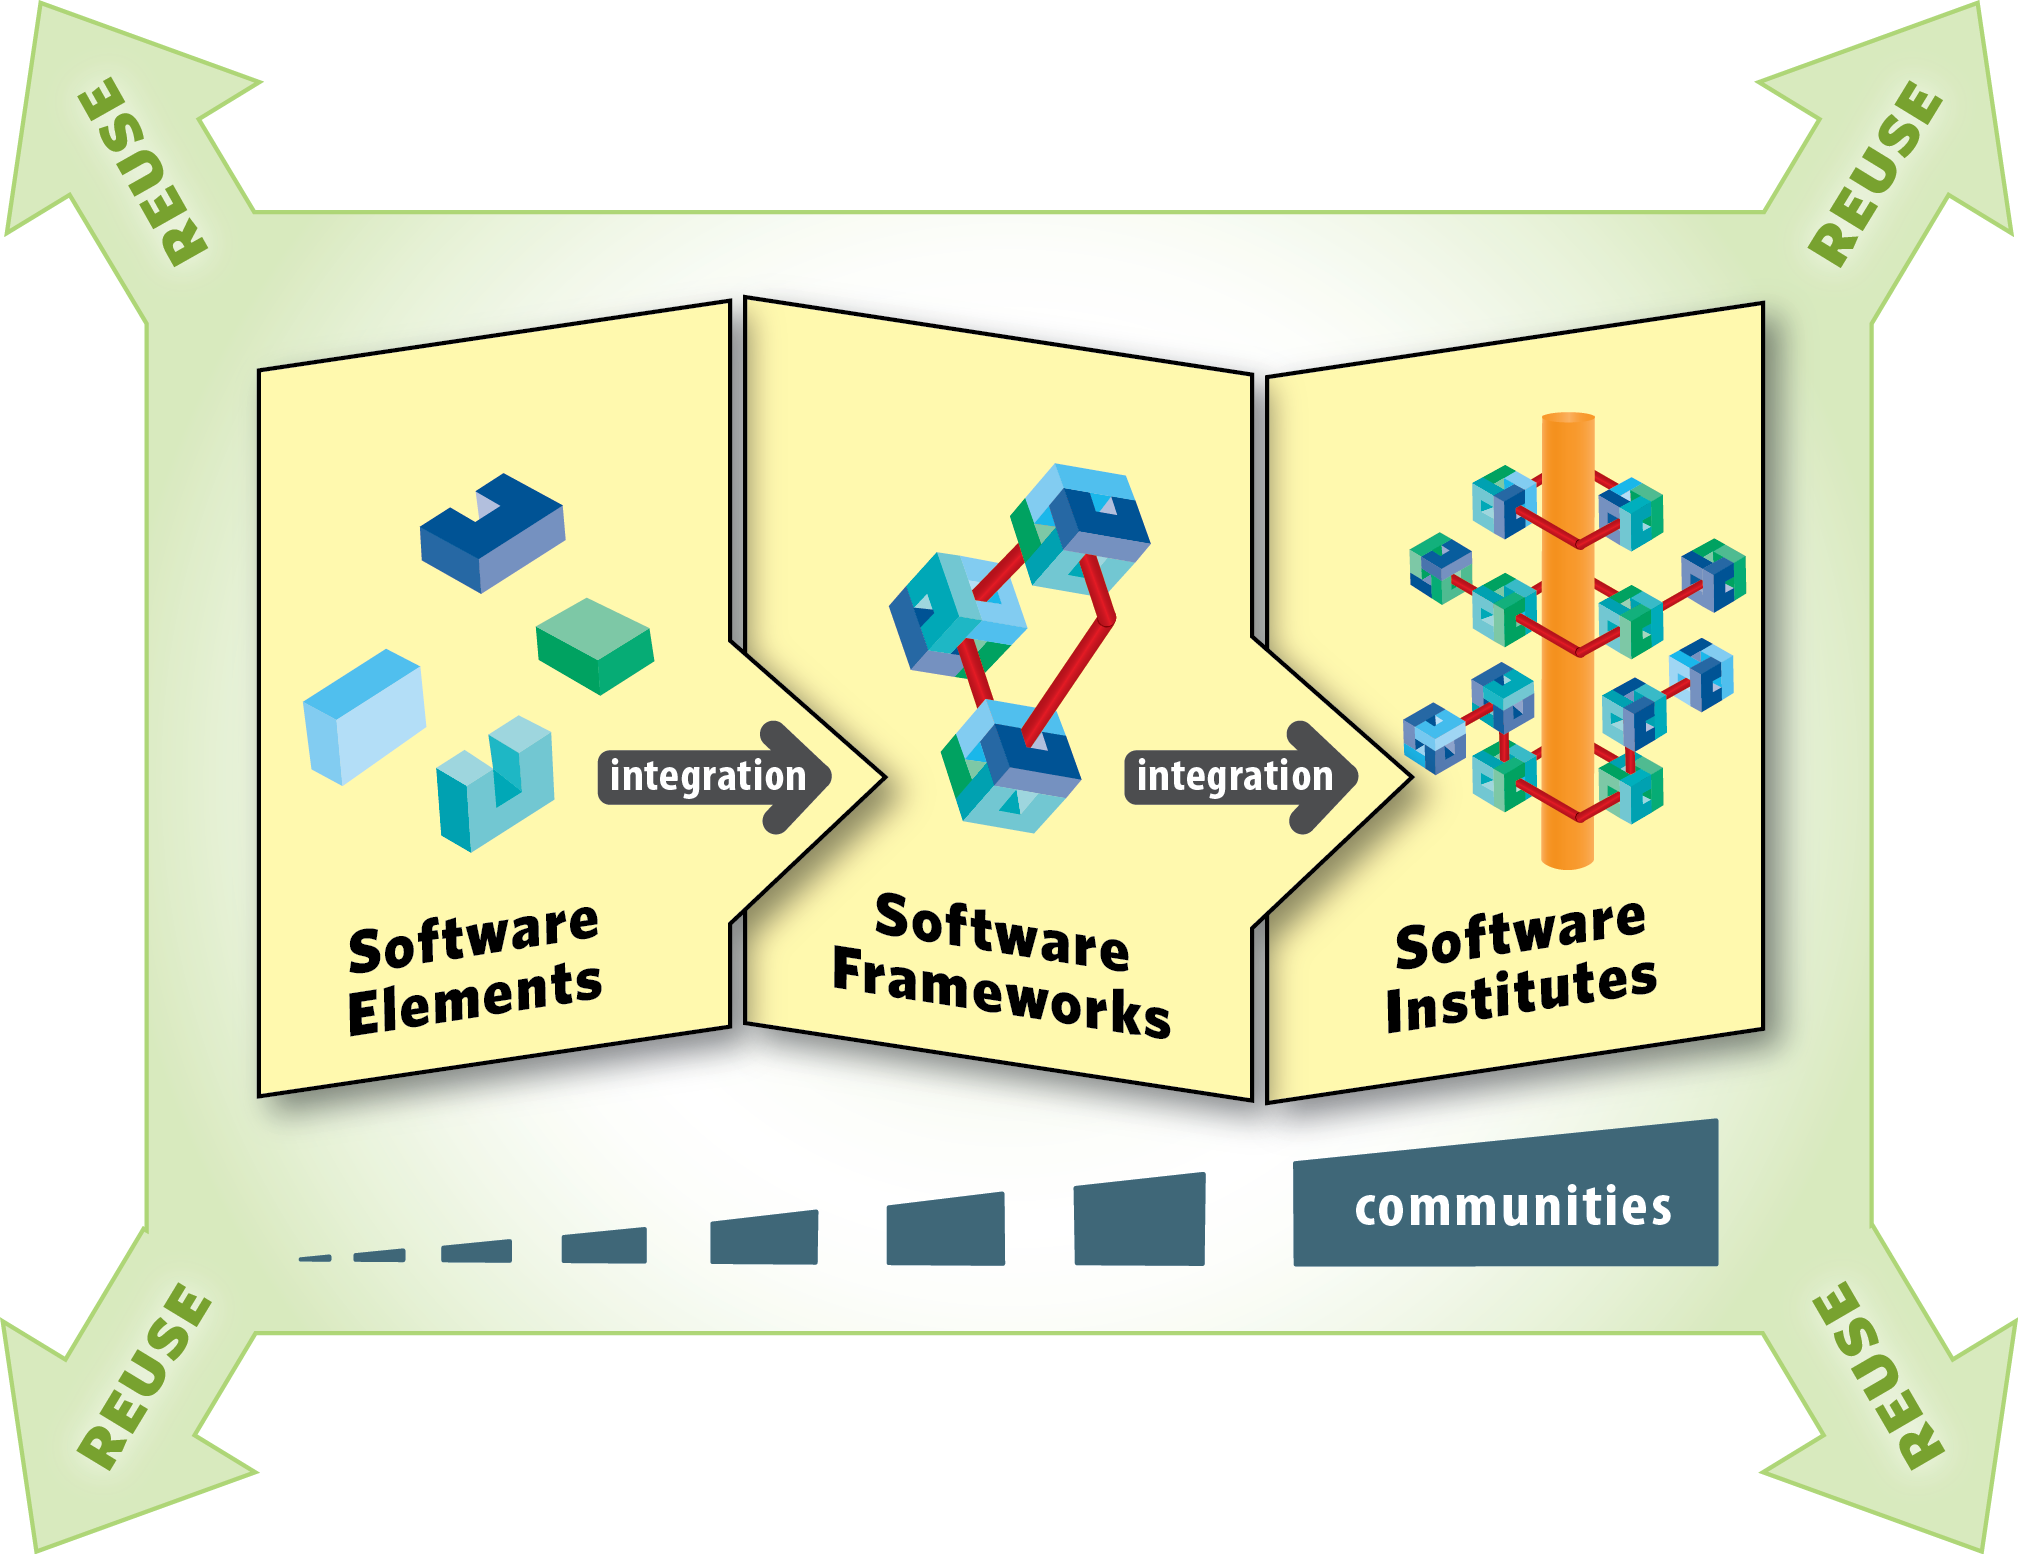 REUSE
REUSE
integration
integration
Software
Elements
Software
Frameworks
Software
Institutes
communities
REUSE
REUSE